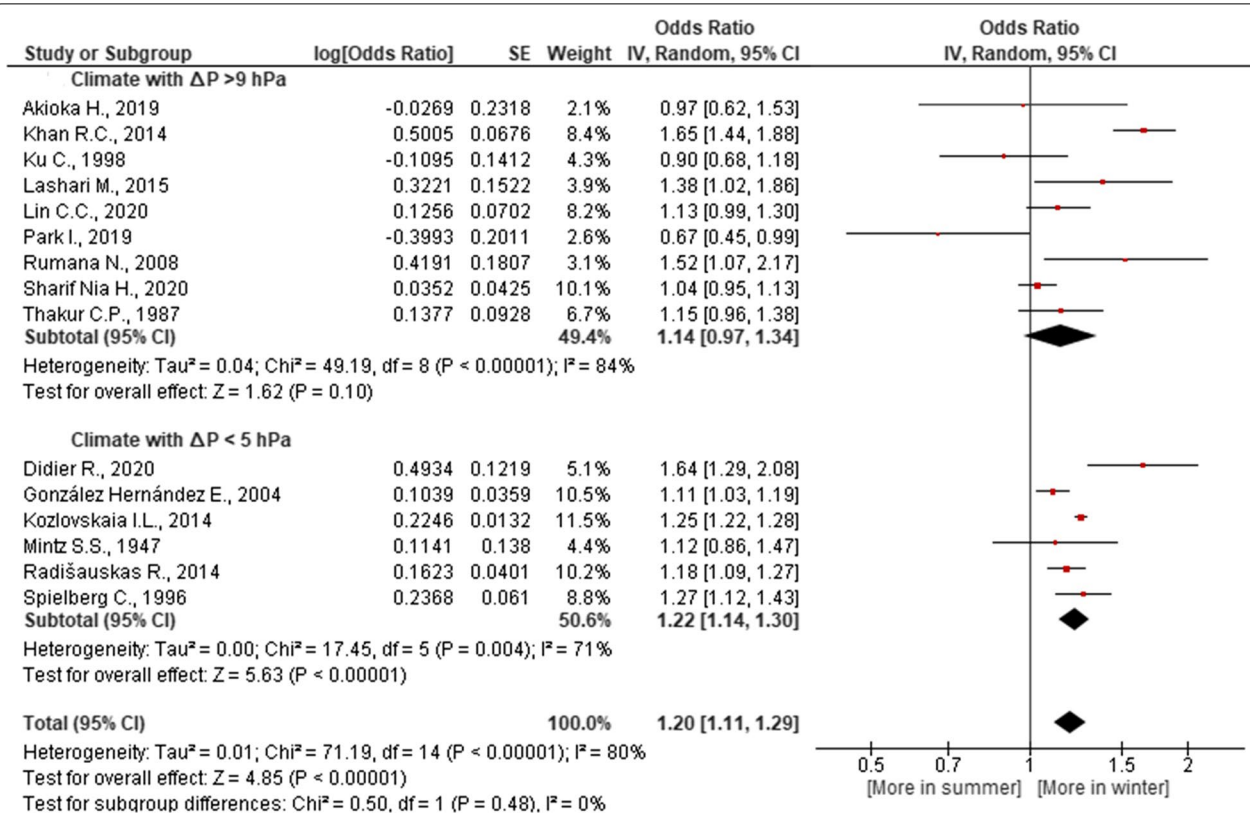 Odds Ratio Odds Ratio
Study or Subgroup log[Odds Ratio] SE Weight IV, Random, 95% CI IV, Random, 95% CI
Climate with ΔP >9 hPa
Akioka H., 2019 -0.0269 0.2318 2.1% 0.97 [0.62, 1.53]
Khan R.C., 2014 0.5005 0.0676 8.4% 1.65 [1.44, 1.88]
Ku C., 1998 -0.1095 0.1412 4.3% 0.90 [0.68, 1.18]
Lashari M., 2015 0.3221 0.1522 3.9% 1.38 [1.02, 1.86]
Lin C.C., 2020 0.1256 0.0702 8.2% 1.13 [0.99, 1.30]
Park I., 2019 -0.3993 0.2011 2.6% 0.67 [0.45, 0.99]
Rumana N., 2008 0.4191 0.1807 3.1% 1.52 [1.07, 2.17]
Sharif Nia H., 2020 0.0352 0.0425 10.1% 1.04 [0.95, 1.13]
Thakur C.P., 1987 0.1377 0.0928 6.7% 1.15 [0.96, 1.38]
Subtotal (95% CI) 49.4% 1.14 [0.97, 1.34]
Heterogeneity: Tau² = 0.04; Chi² = 49.19, df = 8 (P < 0.00001); I² = 84%
Test for overall effect: Z = 1.62 (P = 0.10)
Climate with ΔP < 5 hPa
Didier R., 2020 0.4934 0.1219 5.1% 1.64 [1.29, 2.08]
González Hernández E., 2004 0.1039 0.0359 10.5% 1.11 [1.03, 1.19]
Kozlovskaia I.L., 2014 0.2246 0.0132 11.5% 1.25 [1.22, 1.28]
Mintz S.S., 1947 0.1141 0.138 4.4% 1.12 [0.86, 1.47]
Radišauskas R., 2014 0.1623 0.0401 10.2% 1.18 [1.09, 1.27]
Spielberg C., 1996 0.2368 0.061 8.8% 1.27 [1.12, 1.43]
Subtotal (95% CI) 50.6% 1.22 [1.14, 1.30]
Heterogeneity: Tau² = 0.00; Chi² = 17.45, df = 5 (P = 0.004); I² = 71%
Test for overall effect: Z = 5.63 (P < 0.00001)
Total (95% CI) 100.0% 1.20 [1.11, 1.29]
Heterogeneity: Tau² = 0.01; Chi² = 71.19, df = 14 (P < 0.00001); I² = 80%
Test for overall effect: Z = 4.85 (P < 0.00001)
Test for subgroup differences: Chi² = 0.50, df = 1 (P = 0.48), I² = 0%
0.5 0.7 1 1.5 2
[More in summer] [More in winter]